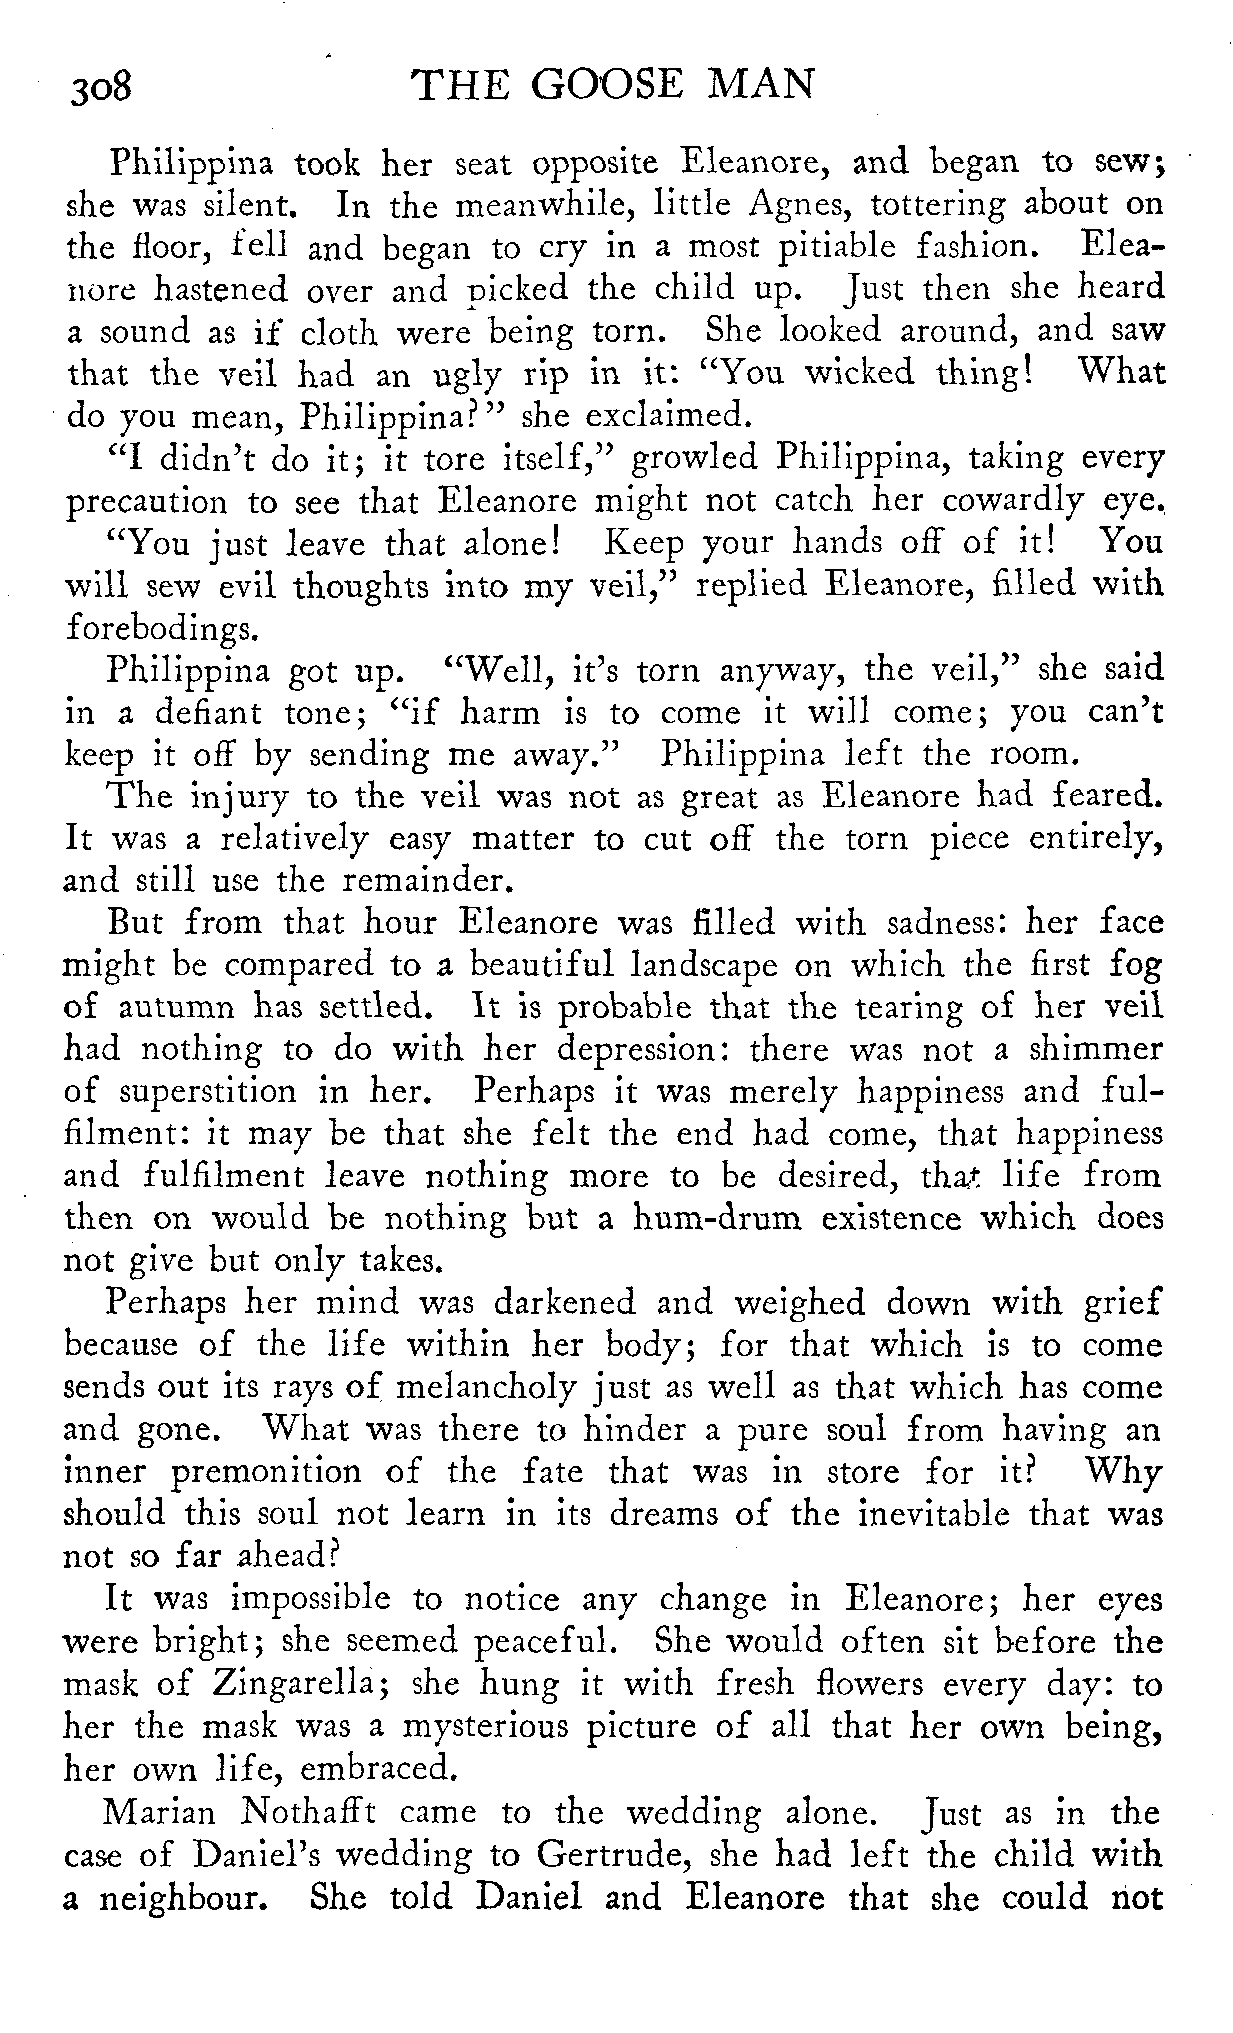 308 THE GOOSE MAN
Philippina took her seat opposite Eleanore, and began to sew;
she was silent. In the meanwhile, little Agnes, tottering about on
the floor, fell and began to cry in a most pitiable fashion. Elea-
nore hastened over and picked the child up. Just then she heard
a sound as if cloth were being torn. She looked around, and saw
that the veil had an ugly rip in it: “You wicked thing! What
do you mean, Philippina?” she exclaimed.
“I didn’t do it; it tore itself,” growled Philippina, taking every
precaution to see that Eleanore might not catch her cowardly eye.
“You just leave that alone! Keep your hands off of it! You
will sew evil thoughts into my veil,” replied Eleanore, filled with
forebodings.
Philippina got up. “Well, it’s torn anyway, the veil,” she said
in a defiant tone; “if harm is to come it will come; you can’t
keep it off by sending me away.” Philippina left the room.
The injury to the veil was not as great as Eleanore had feared.
It was a relatively easy matter to cut off the torn piece entirely,
and still use the remainder.
But from that hour Eleanore was filled with sadness: her face
might be compared to a beautiful landscape on which the first fog
of autumn has settled. It is probable that the tearing of her veil
had nothing to do with her depression: there was not a shimmer
of superstition in her. Perhaps it was merely happiness and ful-
filment: it may be that she felt the end had come, that happiness
and fulfilment leave nothing more to be desired, that life from
then on would be nothing but a hum-drum existence which does
not give but only takes.
Perhaps her mind was darkened and weighed down with grief
because of the life within her body; for that which is to come
sends out its rays of melancholy just as well as that which has come
and gone. What was there to hinder a pure soul from having an
inner premonition of the fate that was in store for it? Why
should this soul not learn in its dreams of the inevitable that was
not so far ahead?
It was impossible to notice any change in Eleanore; her eyes
were bright; she seemed peaceful. She would often sit before the
mask of Zingarella; she hung it with fresh flowers every day: to
her the mask was a mysterious picture of all that her own being,
her own life, embraced.
Marian Nothafft came to the wedding alone. Just as in the
case of Daniel’s wedding to Gertrude, she had left the child with
a neighbour. She told Daniel and Eleanore that she could not